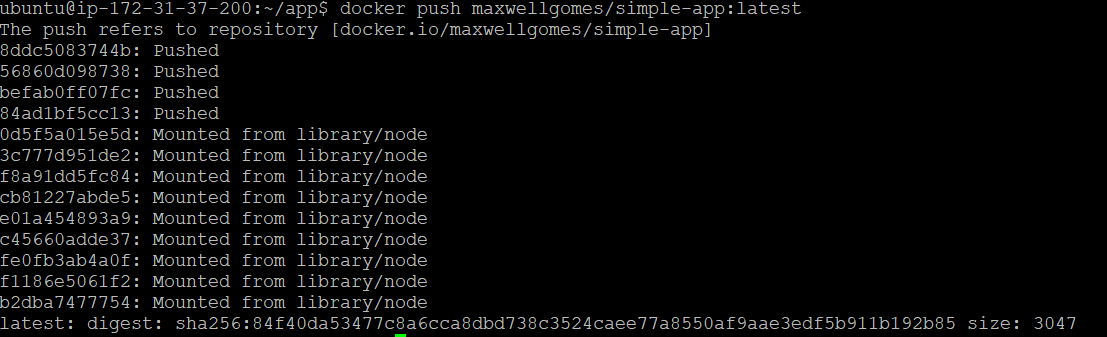 ubuntu@ip-172-31-37-200:~/app$ docker push maxwellgomes/simple-app:latest
The push refers to repository [docker.io/maxwellgomes/simple-app]
8ddc5083744b: Pushed
56860d098738: Pushed
befab0ff07fc: Pushed
84ad1bf5cc13: Pushed
0d5f5a015e5d: Mounted from library/node
3c777d951de2: Mounted from library/node
f8a91dd5fc84: Mounted from library/node
cb81227abde5: Mounted from library/node
e01a454893a9: Mounted from library/node
c45660adde37: Mounted from library/node
fe0fb3ab4a0f: Mounted from library/node
f1186e5061f2: Mounted from library/node
b2dba7477754: Mounted from library/node
latest: digest: sha256:84f40da53477c8a6cca8dbd738c3524caee77a8550af9aae3edf5b911b192b85 size: 3047